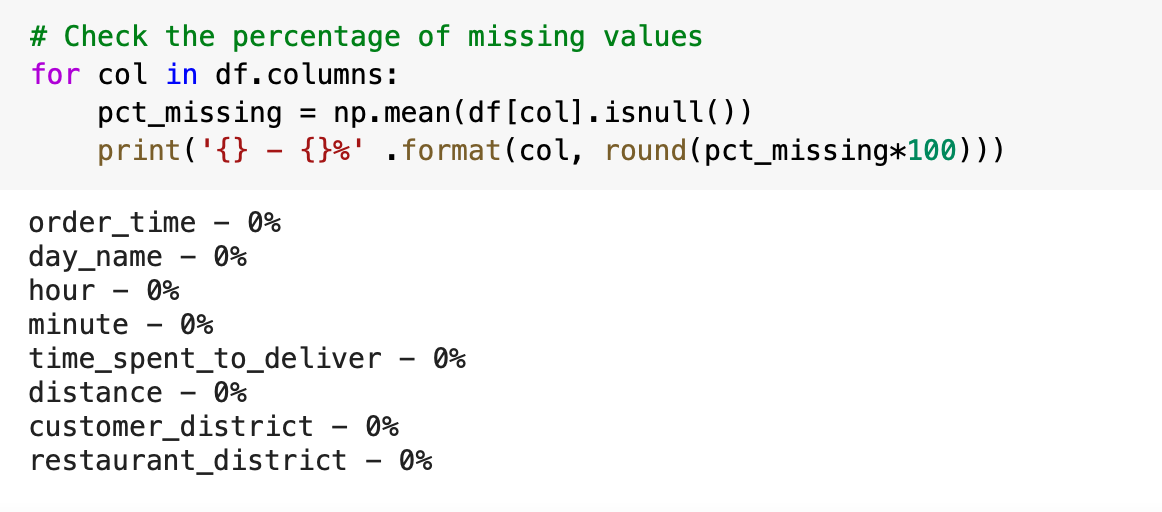 # Check the percentage of missing values
for col in df.columns:
    pct_missing = np.mean(df[col].isnull())
    print('{} - {}%' .format(col, round(pct_missing*100)))
order_time - 0%
day_name - 0%
hour - 0%
minute - 0%
time_spent_to_deliver - 0%
distance - 0%
customer_district - 0%
restaurant_district - 0%